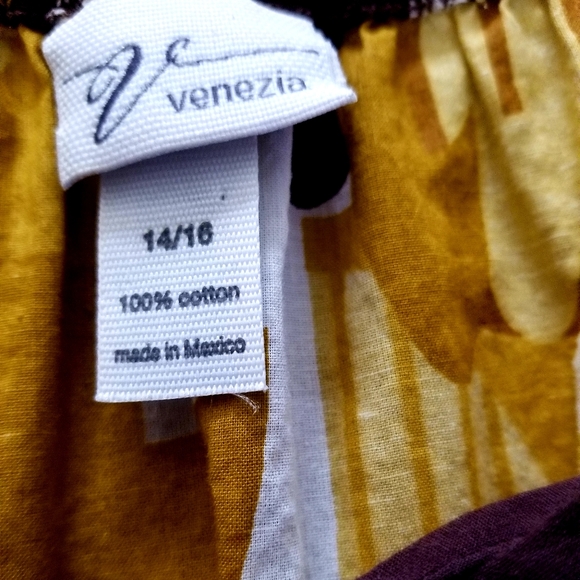 venezia
14/16
100% cotton
made in Mexico